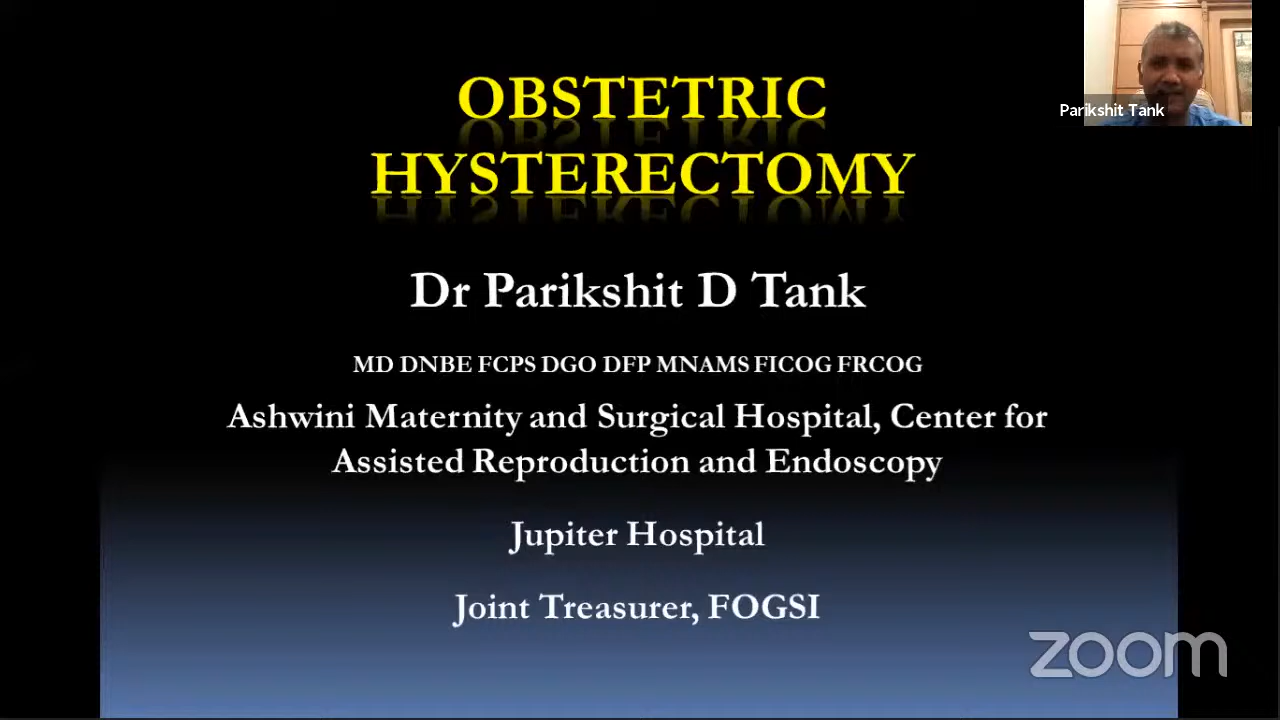 Parikshit Tank
OBSTETRIC
HYSTERECTOMY
Dr Parikshit D Tank
MD DNBE FCPS DGO DFP MNAMS FICOG FRCOG
Ashwini Maternity and Surgical Hospital, Center for
Assisted Reproduction and Endoscopy
Jupiter Hospital
Joint Treasurer, FOGSI
zoom